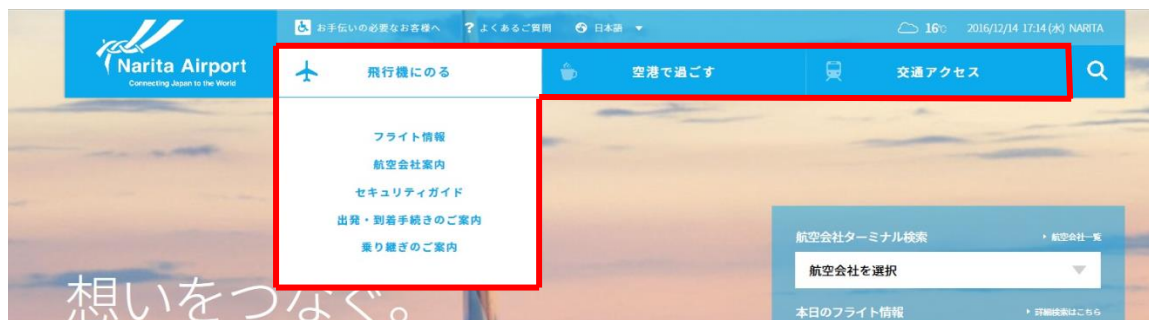 お手伝いの必要なお客様へ ? よくあるご質問 日本語 16℃ 2016/12/14 17:14 (水) NARITA
Narita Airport
Connecting Japan to the World
飛行機にのる 空港で過ごす 交通アクセス
フライト情報
航空会社案内
セキュリティガイド
出発・到着手続きのご案内
乗り継ぎのご案内
航空会社ターミナル検索 航空会社一覧
航空会社を選択
想いをつなぐ。
本日のフライト情報 詳細検索はこちら